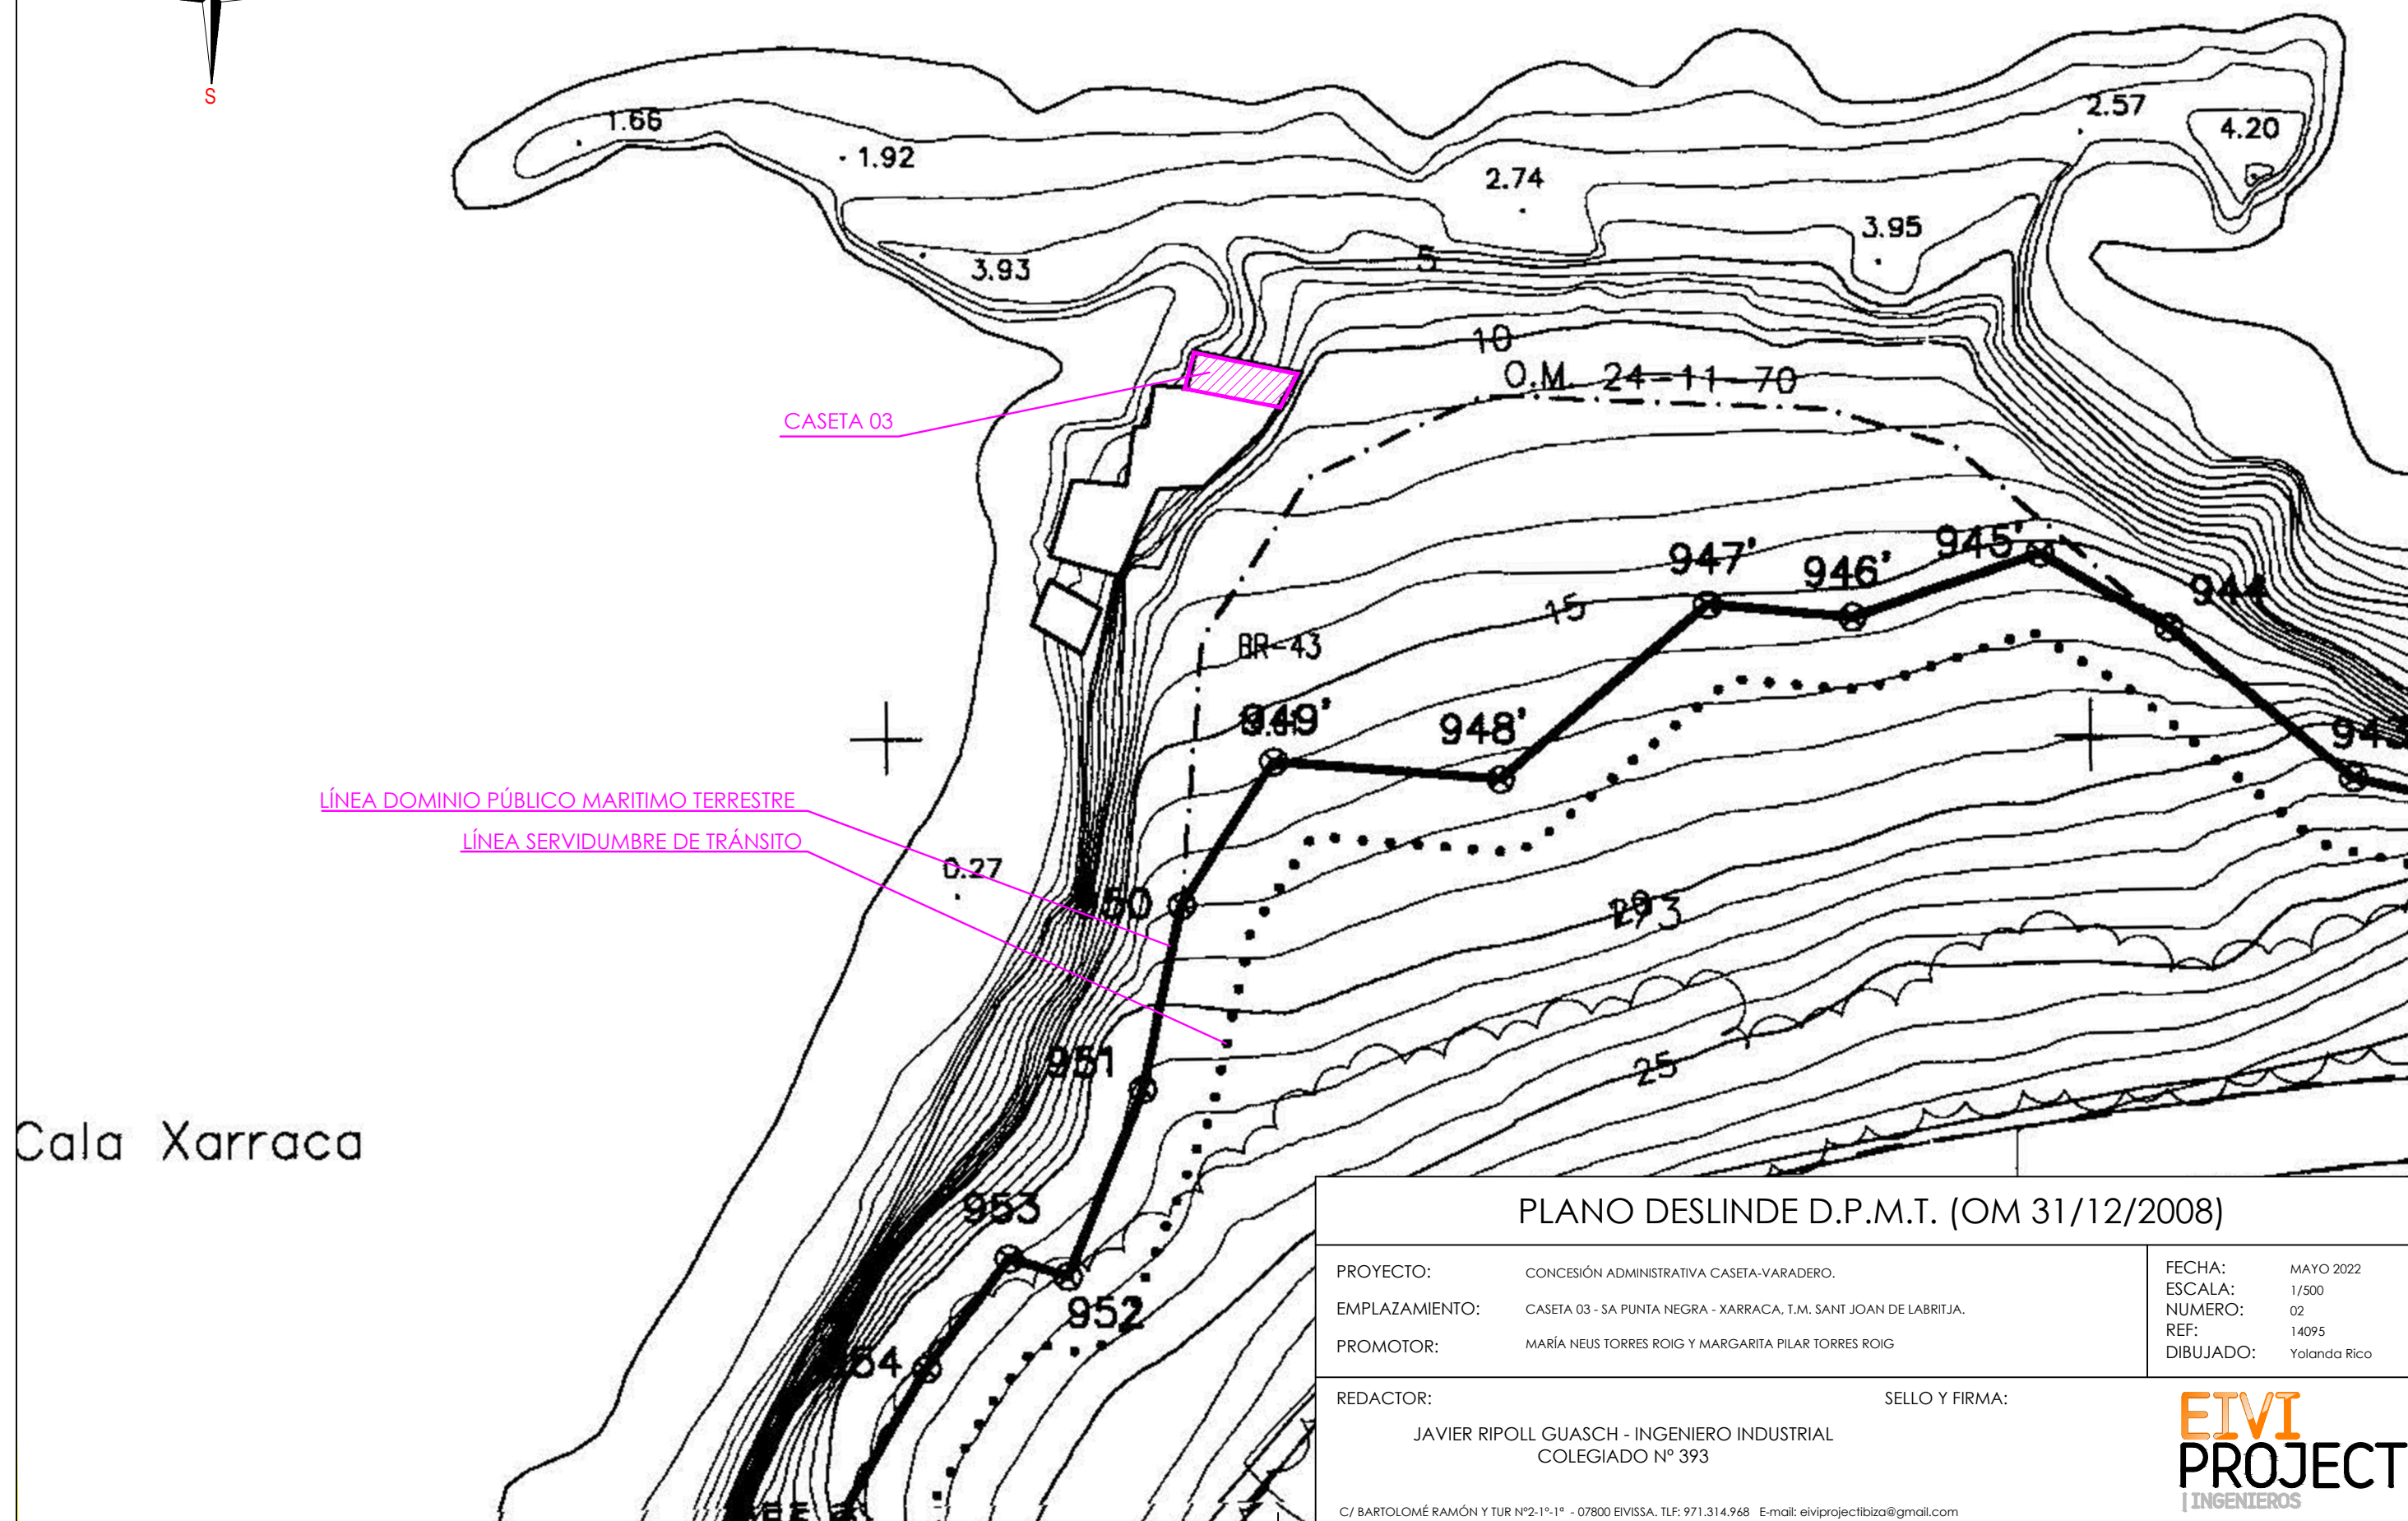 S
1.66
1.92
2.57
4.20
2.74
3.95
3.93
5
10
O.M. 24-11-70
CASETA 03
947'
946'
945'
944
15
BR-43
949'
948'
943
LÍNEA DOMINIO PÚBLICO MARITIMO TERRESTRE
LÍNEA SERVIDUMBRE DE TRÁNSITO
0.27
50
951
25
Cala Xarraca
953
952
54
PLANO DESLINDE D.P.M.T. (OM 31/12/2008)
PROYECTO: CONCESIÓN ADMINISTRATIVA CASETA-VARADERO.
EMPLAZAMIENTO: CASETA 03 - SA PUNTA NEGRA - XARRACA, T.M. SANT JOAN DE LABRITJA.
PROMOTOR: MARÍA NEUS TORRES ROIG Y MARGARITA PILAR TORRES ROIG
FECHA: MAYO 2022
ESCALA: 1/500
NUMERO: 02
REF: 14095
DIBUJADO: Yolanda Rico
REDACTOR:
SELLO Y FIRMA:
JAVIER RIPOLL GUASCH - INGENIERO INDUSTRIAL
COLEGIADO Nº 393
EIVI
PROJECT
| INGENIEROS
C/ BARTOLOMÉ RAMÓN Y TUR Nº2-1º-1ª - 07800 EIVISSA. TLF: 971.314.968 E-mail: eiviprojectibiza@gmail.com